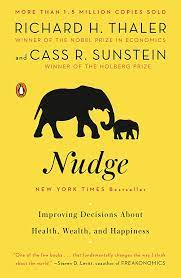 MORE THAN 1.5 MILLION COPIES SOLD
RICHARD H. THALER
WINNER OF THE NOBEL PRIZE IN ECONOMICS
and CASS R. SUNSTEIN
WINNER OF THE HOLBERG PRIZE
Nudge
NEW YORK TIMES Bestseller
Improving Decisions About
Health, Wealth, and Happiness
"One of the few books . . . that fundamentally changes the way I think
about the world." —Steven D. Levitt, coauthor of FREAKONOMICS